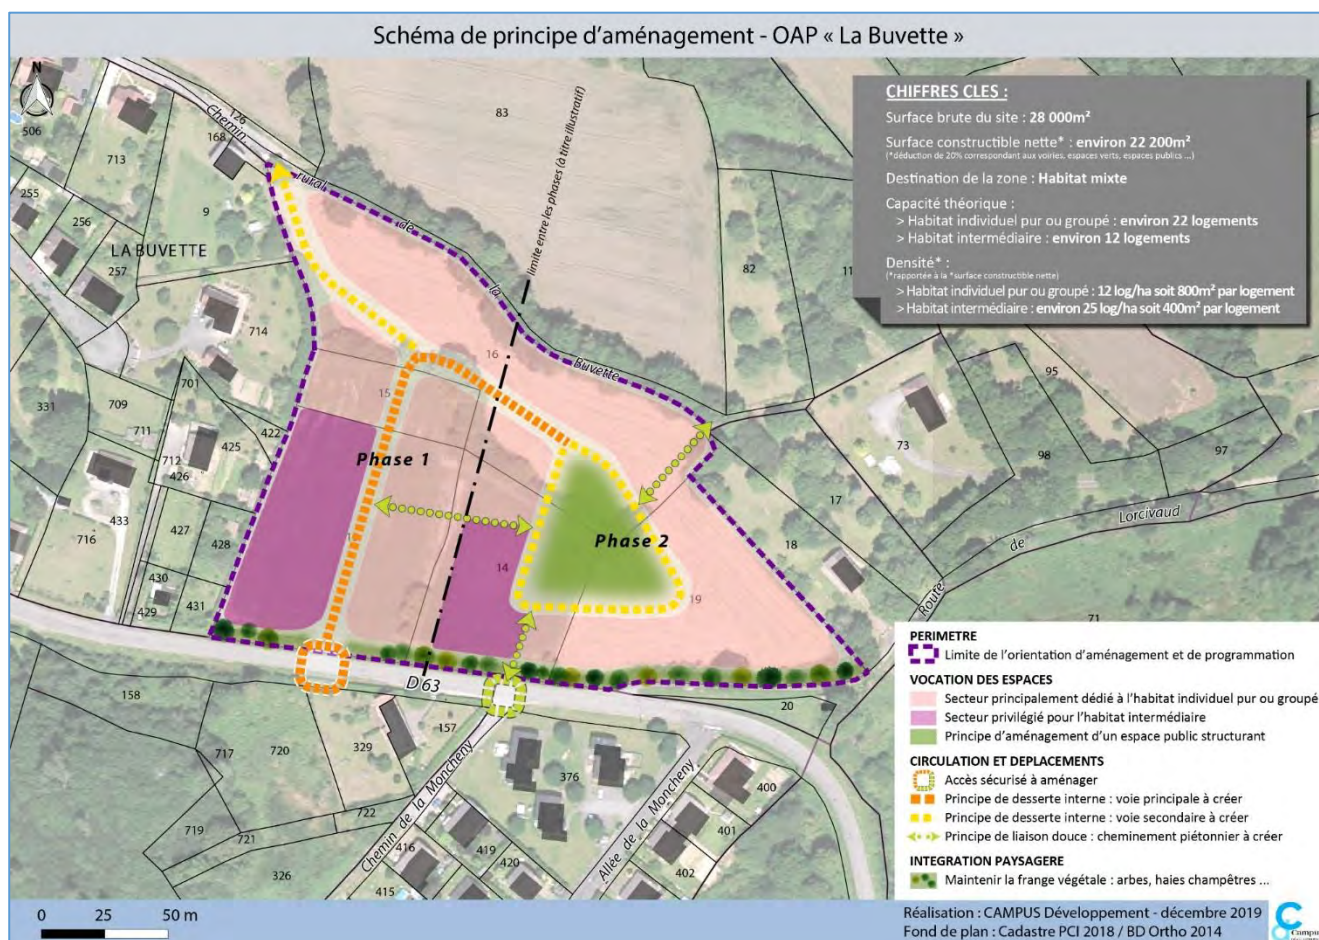 Schéma de principe d'aménagement - OAP « La Buvette »
N
CHIFFRES CLES :
Surface brute du site : 28 000m²
Surface constructible nette* : environ 22 200m²
(*déduction de 20% correspondant aux voiries, espaces verts, espaces publics ...)
Destination de la zone : Habitat mixte
Capacité théorique :
> Habitat individuel pur ou groupé : environ 22 logements
> Habitat intermédiaire : environ 12 logements
Densité* :
(*rapportée à la *surface constructible nette)
> Habitat individuel pur ou groupé : 12 log/ha soit 800m² par logement
> Habitat intermédiaire : environ 25 log/ha soit 400m² par logement
506
713
168
126
83
255
256
257
9
LA BUVETTE
Chemin
rural
de
la
Buvette
limite entre les phases (à titre illustratif)
82
11
714
16
15
331
709
701
711
712
425
422
426
433
716
427
428
430
429
431
Phase 1
Phase 2
14
19
17
18
73
95
98
97
71
20
Route
de
Lorcivaud
D 63
158
717
720
329
157
722
719
721
326
Chemin de la Moncheny
376
Allée de la Moncheny
400
401
402
416
419
420
415
PERIMETRE
Limite de l'orientation d'aménagement et de programmation
VOCATION DES ESPACES
Secteur principalement dédié à l'habitat individuel pur ou groupé
Secteur privilégié pour l'habitat intermédiaire
Principe d'aménagement d'un espace public structurant
CIRCULATION ET DEPLACEMENTS
Accès sécurisé à aménager
Principe de desserte interne : voie principale à créer
Principe de desserte interne : voie secondaire à créer
Principe de liaison douce : cheminement piétonnier à créer
INTEGRATION PAYSAGERE
Maintenir la frange végétale : arbes, haies champêtres ...
0 25 50 m
Réalisation : CAMPUS Développement - décembre 2019
Fond de plan : Cadastre PCI 2018 / BD Ortho 2014
Campus